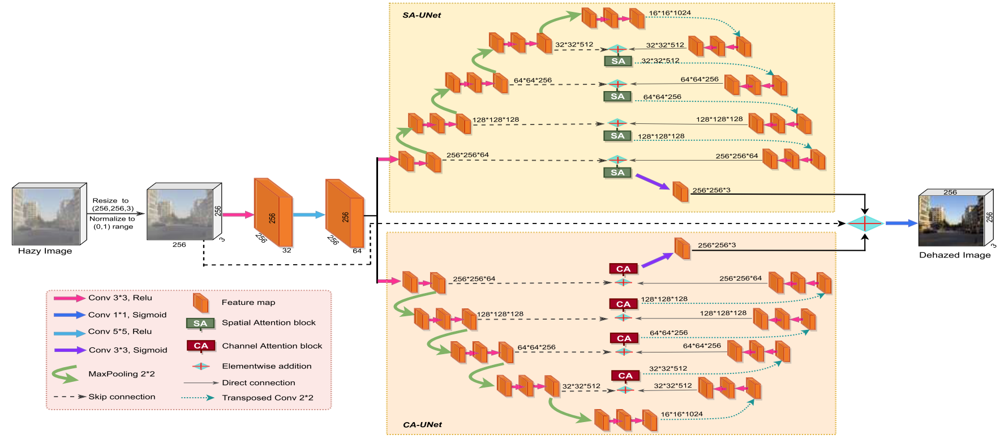 SA-UNet
16*16*1024
32*32*512
32*32*512
SA
32*32*512
64*64*256
64*64*256
SA
64*64*256
128*128*128
128*128*128
SA
128*128*128
256*256*64
256*256*64
SA
256*256*3
Hazy Image
Resize to
(256,256,3)
Normalize to
(0,1) range
256
256
3
256
256
32
256
256
64
256
256
3
Dehazed Image
256*256*3
CA
256*256*64
256*256*64
CA
128*128*128
128*128*128
128*128*128
CA
64*64*256
64*64*256
64*64*256
CA
32*32*512
32*32*512
32*32*512
16*16*1024
CA-UNet
Conv 3*3, Relu
Conv 1*1, Sigmoid
Conv 5*5, Relu
Conv 3*3, Sigmoid
MaxPooling 2*2
Skip connection
Feature map
SA
Spatial Attention block
CA
Channel Attention block
Elementwise addition
Direct connection
Transposed Conv 2*2